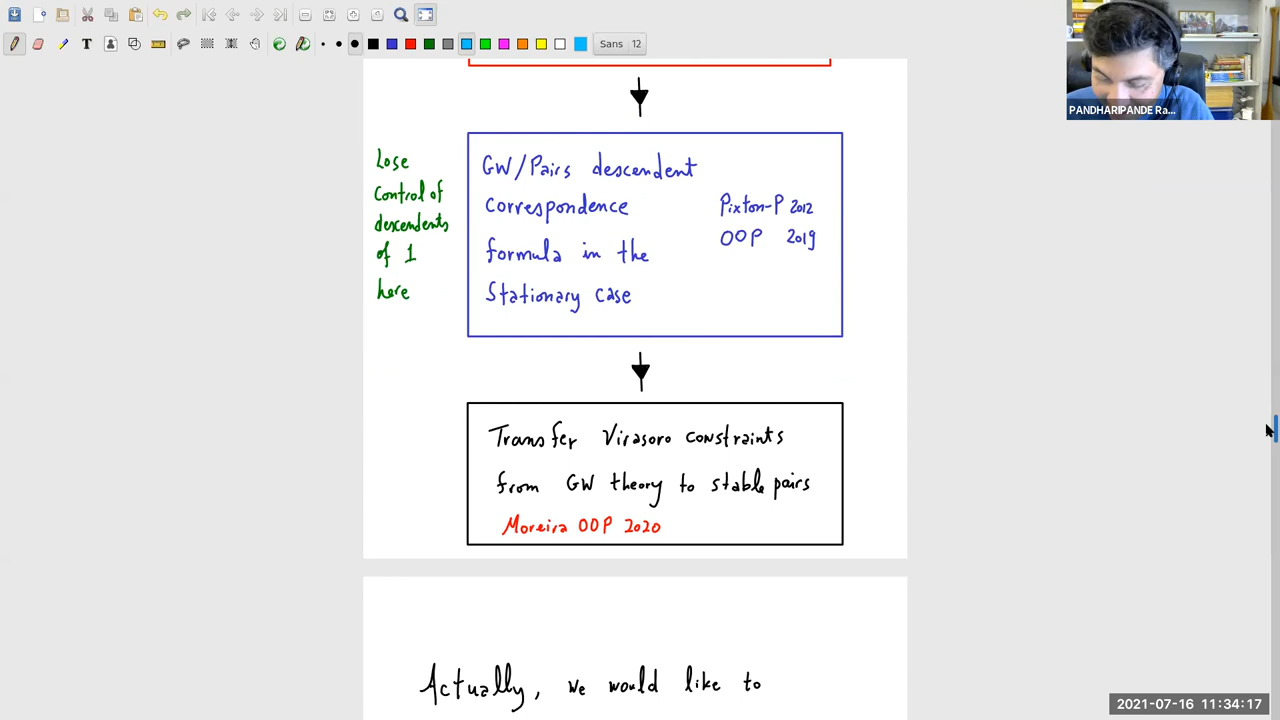 Sans 12
PANDHARIPANDE Ra...
Lose
control of
descendents
of 1
here
GW/Pairs descendent
correspondence
formula in the
Stationary case
Pixton-P 2012
OOP 2019
Transfer Virasoro constraints
from GW theory to stable pairs
Moreira OOP 2020
Actually, we would like to
2021-07-16 11:34:17